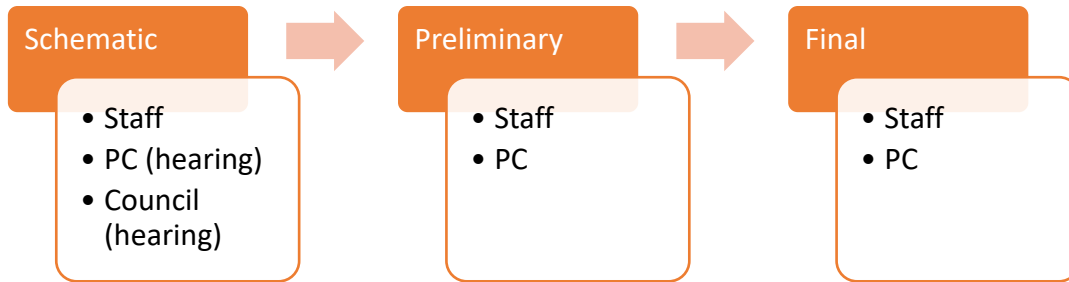 Schematic
• Staff
• PC (hearing)
• Council
(hearing)
Preliminary
• Staff
• PC
Final
• Staff
• PC